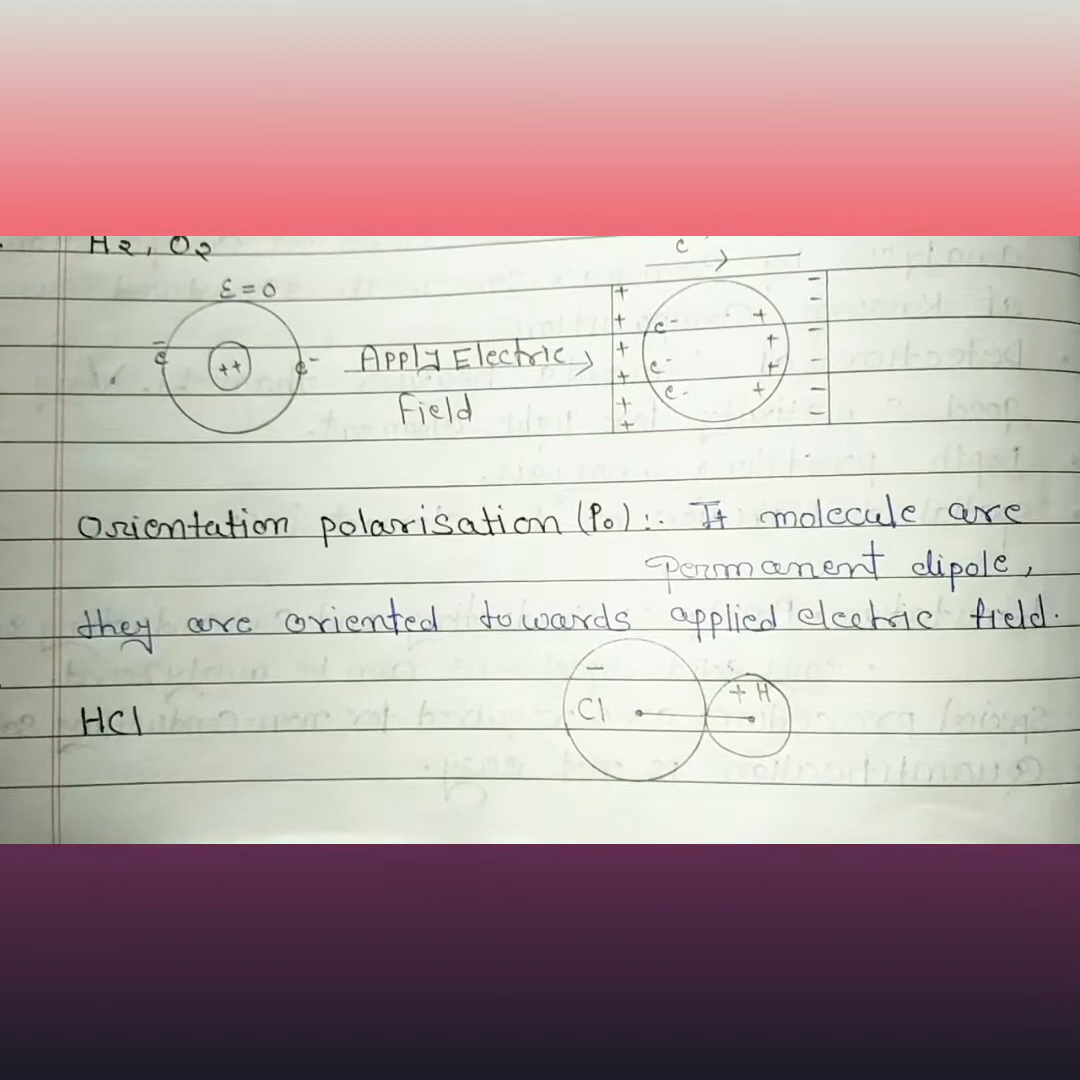 H2, O2
ε
ε = 0
+ -
+ + -
e- + + + e- +
e- ++ e- Apply Electric + e- + -
+ e- + -
Field + -
+
Orientation polarisation (Po) :- If molecule are
permanent dipole,
they are oriented towards applied electric field.
- + H
HCl Cl